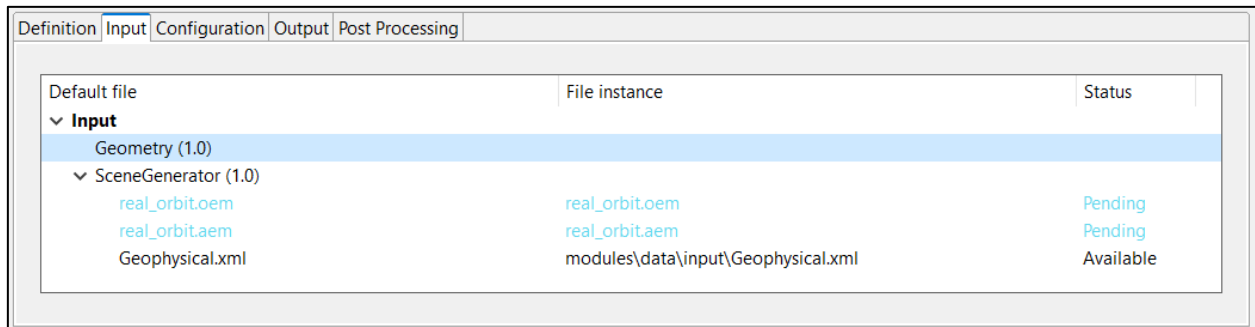 Definition Input Configuration Output Post Processing
Default file File instance Status
Input
Geometry (1.0)
SceneGenerator (1.0)
real_orbit.oem real_orbit.oem Pending
real_orbit.aem real_orbit.aem Pending
Geophysical.xml modules\data\input\Geophysical.xml Available